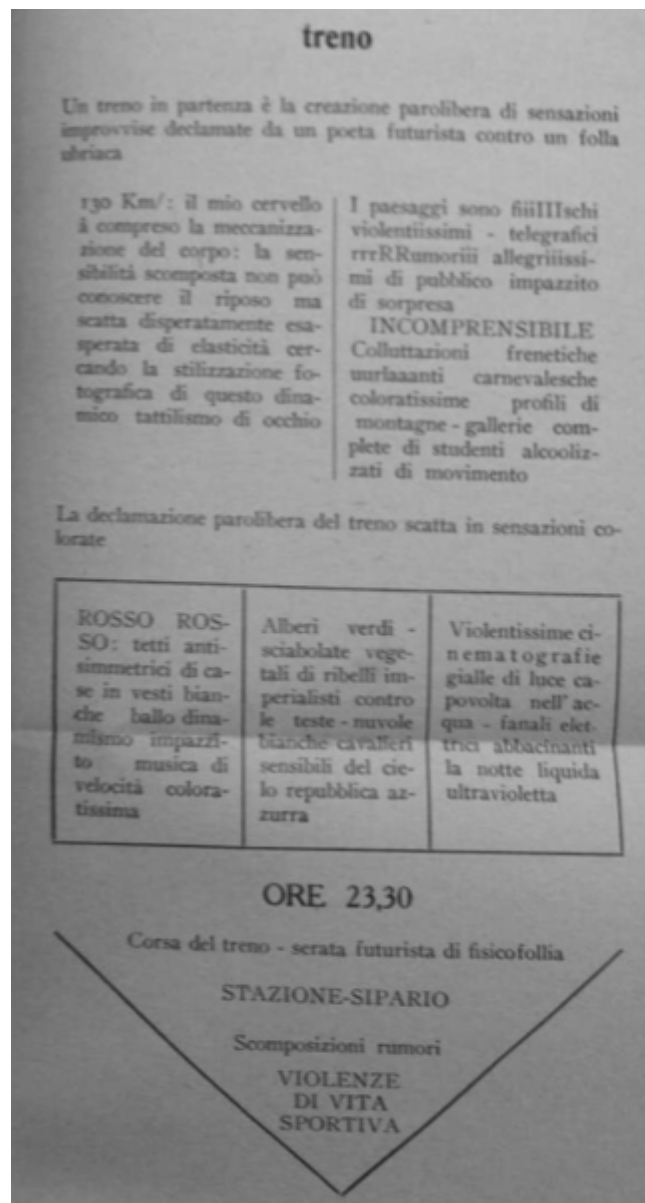 treno
Un treno in partenza è la creazione parolibera di sensazioni
improvvise declamate da un poeta futurista contro un folla
ubriaca
130 Km/: il mio cervello
à compreso la meccanizza-
zione del corpo: la sen-
sibilità scomposta non può
conoscere il riposo ma
scatta disperatamente esa-
sperata di elasticità cer-
cando la stilizzazione fo-
tografica di questo dina-
mico tattilismo di occhio
I paesaggi sono fiiiIIIschi
violentiissimi - telegrafici
rrrRRumoriii allegriiissi-
mi di pubblico impazzito
di sorpresa
INCOMPRENSIBILE
Colluttazioni frenetiche
uurlaaanti carnevalesche
coloratissime profili di
montagne - gallerie com-
plete di studenti alcooliz-
zati di movimento
La declamazione parolibera del treno scatta in sensazioni co-
lorate
ROSSO ROS-
SO: tetti anti-
simmetrici di ca-
se in vesti bian-
che ballo dina-
mismo impazzi-
to musica di
velocità colora-
tissima
Alberi verdi -
sciabolate vege-
tali di ribelli im-
perialisti contro
le teste - nuvole
bianche cavalieri
sensibili del cie-
lo repubblica az-
zurra
Violentissime ci-
nematografie
gialle di luce ca-
povolta nell'ac-
qua - fanali elet-
trici abbacinanti
la notte liquida
ultravioletta
ORE 23,30
Corsa del treno - serata futurista di fisicofollia
STAZIONE-SIPARIO
Scomposizioni rumori
VIOLENZE
DI VITA
SPORTIVA